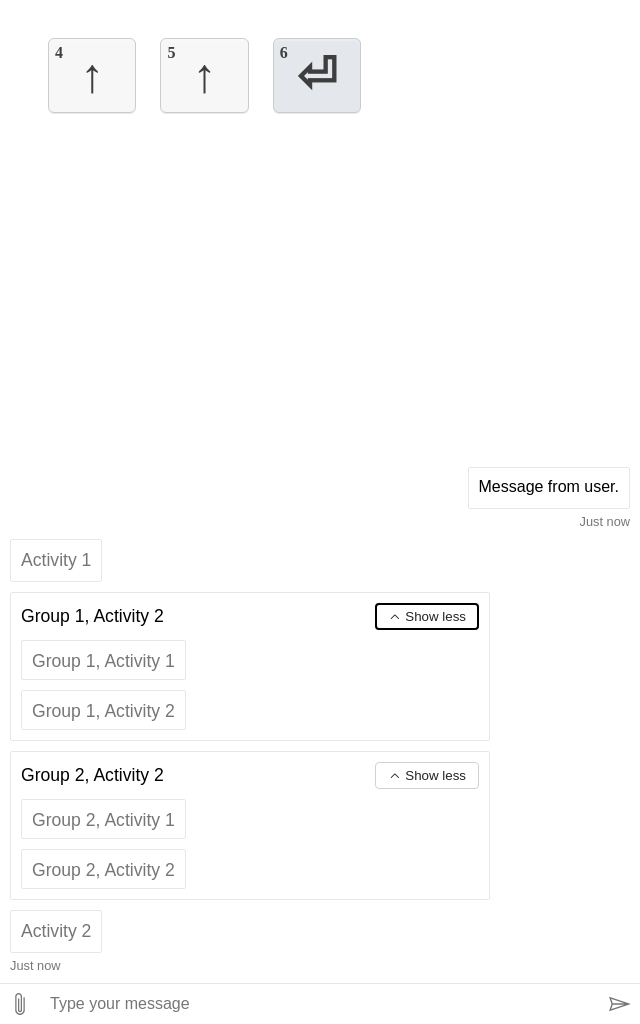 4 ↑
5 ↑
6 ⏎
Message from user.
Just now
Activity 1
Group 1, Activity 2
Show less
Group 1, Activity 1
Group 1, Activity 2
Group 2, Activity 2
Show less
Group 2, Activity 1
Group 2, Activity 2
Activity 2
Just now
Type your message